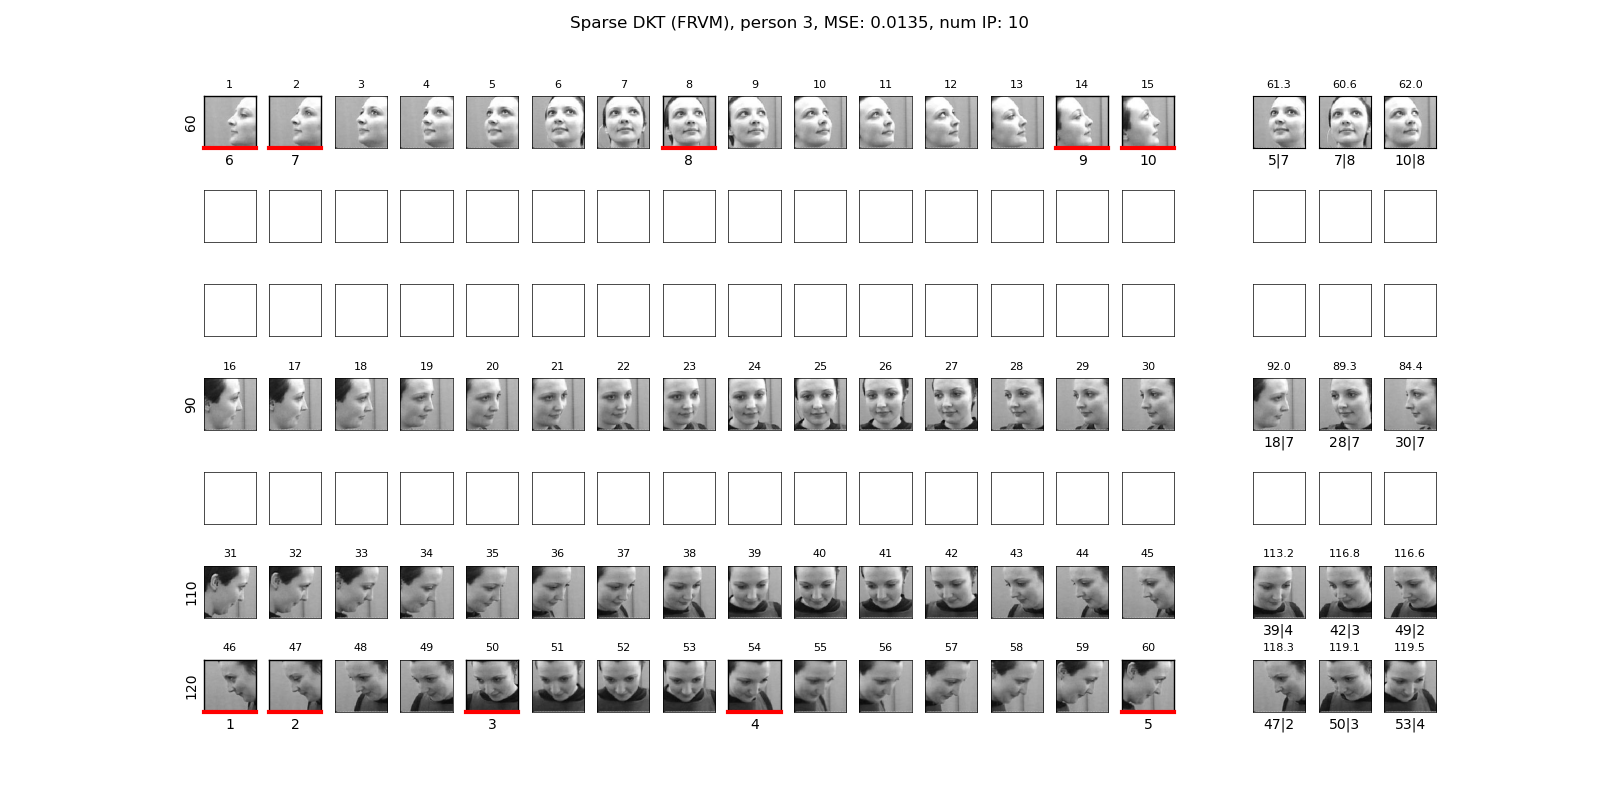 Sparse DKT (FRVM), person 3, MSE: 0.0135, num IP: 10
1 2 3 4 5 6 7 8 9 10 11 12 13 14 15 61.3 60.6 62.0
60
6 7 8 9 10 5|7 7|8 10|8
16 17 18 19 20 21 22 23 24 25 26 27 28 29 30 92.0 89.3 84.4
90
18|7 28|7 30|7
31 32 33 34 35 36 37 38 39 40 41 42 43 44 45 113.2 116.8 116.6
110
39|4 42|3 49|2
46 47 48 49 50 51 52 53 54 55 56 57 58 59 60 118.3 119.1 119.5
120
1 2 3 4 5 47|2 50|3 53|4